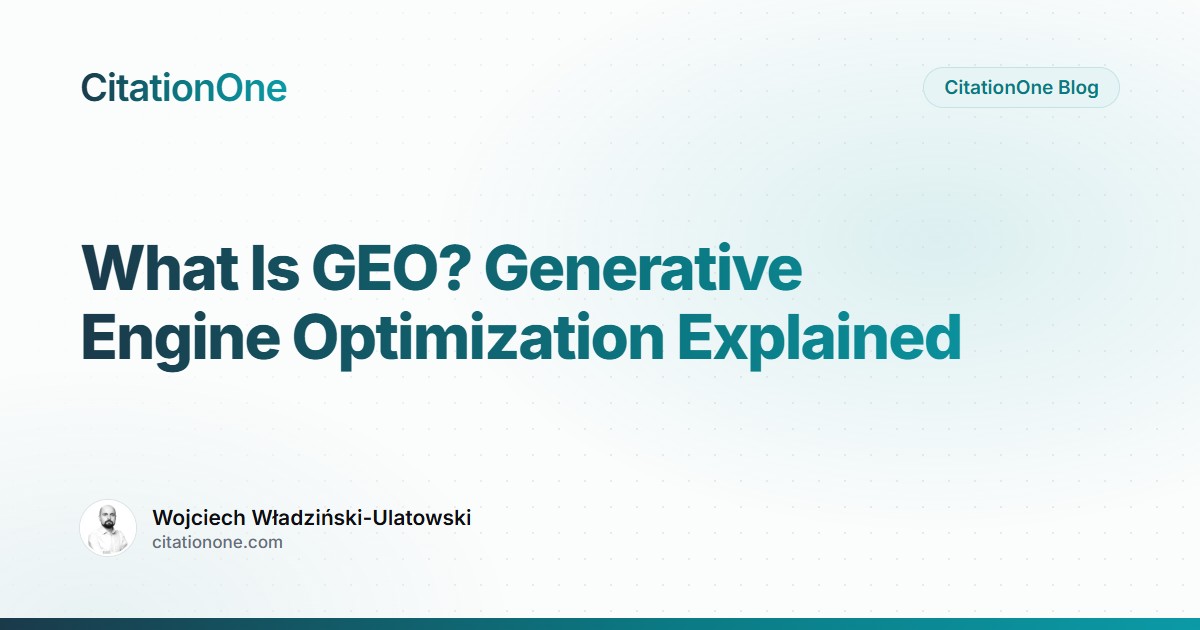 CitationOne
CitationOne Blog
What Is GEO? Generative
Engine Optimization Explained
Wojciech Władziński-Ulatowski
citationone.com